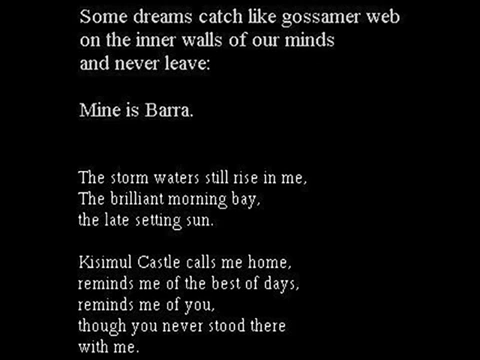 Some dreams catch like gossamer web
on the inner walls of our minds
and never leave:
Mine is Barra.
The storm waters still rise in me,
The brilliant morning bay,
the late setting sun.
Kisimul Castle calls me home,
reminds me of the best of days,
reminds me of you,
though you never stood there
with me.